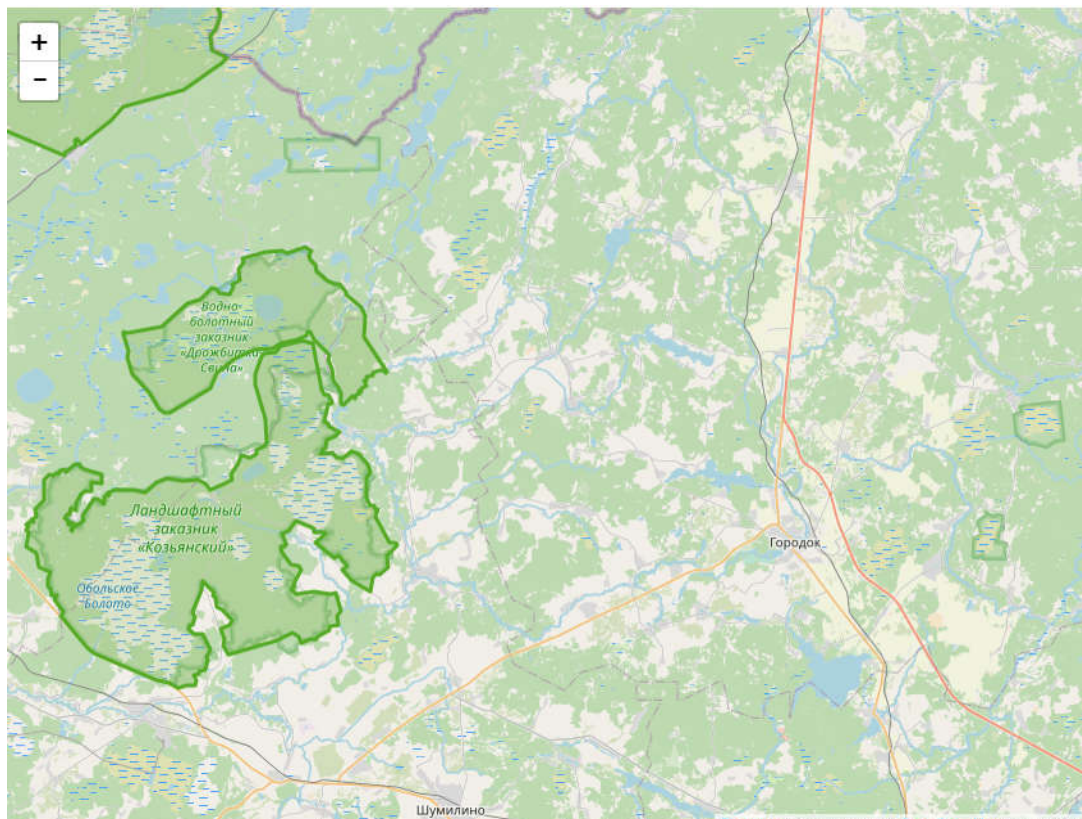 +
−
Водно-
болотный
заказник
«Дрожбитка-
Свина»
Ландшафтный
заказник
«Козьянский»
Обольское
Болото
Городок
Шумилино